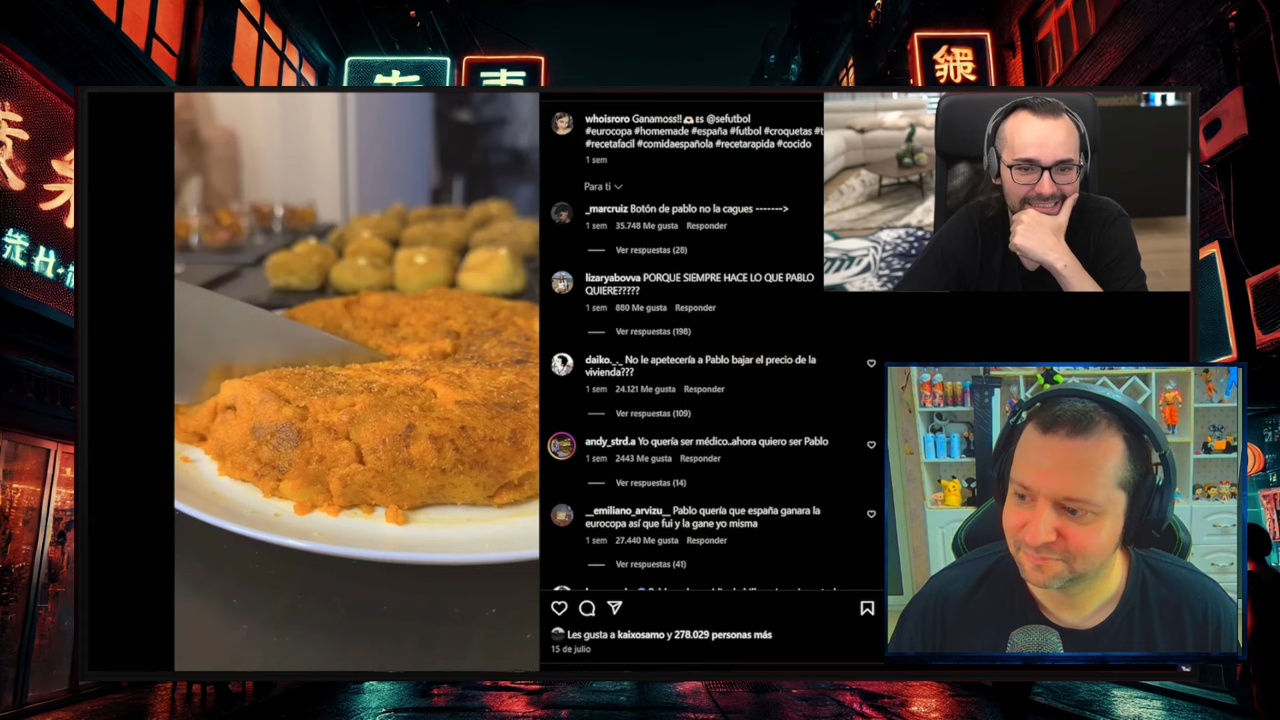 whoisroro Ganamoss!!🫶🏻ES @sefutbol
#eurocopa #homemade #españa #futbol #croquetas #t
#recetafacil #comidaespañola #recetarapida #cocido
1 sem
Para ti
_marcruiz Botón de pablo no la cagues ------->
1 sem 35.748 Me gusta Responder
Ver respuestas (28)
lizaryabovva PORQUE SIEMPRE HACE LO QUE PABLO
QUIERE?????
1 sem 880 Me gusta Responder
Ver respuestas (198)
daiko._._ No le apetecería a Pablo bajar el precio de la
vivienda???
1 sem 24.121 Me gusta Responder
Ver respuestas (109)
andy_strd.a Yo quería ser médico..ahora quiero ser Pablo
1 sem 2443 Me gusta Responder
Ver respuestas (14)
__emiliano_arvizu__ Pablo quería que españa ganara la
eurocopa así que fui y la gane yo misma
1 sem 27.440 Me gusta Responder
Ver respuestas (41)
Les gusta a kaixosamo y 278.029 personas más
15 de julio